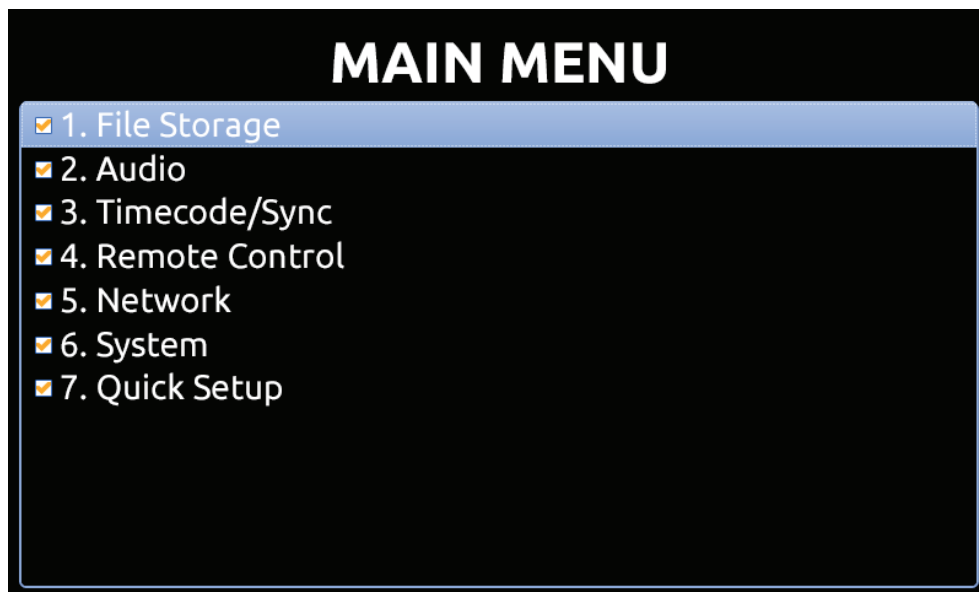 MAIN MENU
1. File Storage
2. Audio
3. Timecode/Sync
4. Remote Control
5. Network
6. System
7. Quick Setup